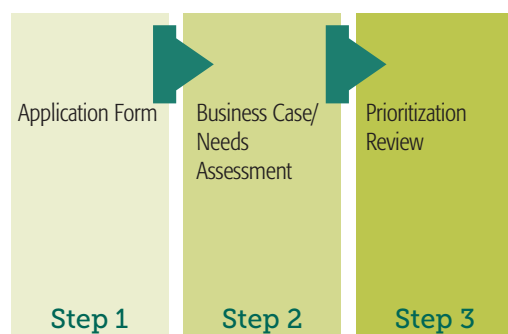 Application Form
Business Case/
Needs
Assessment
Prioritization
Review
Step 1
Step 2
Step 3